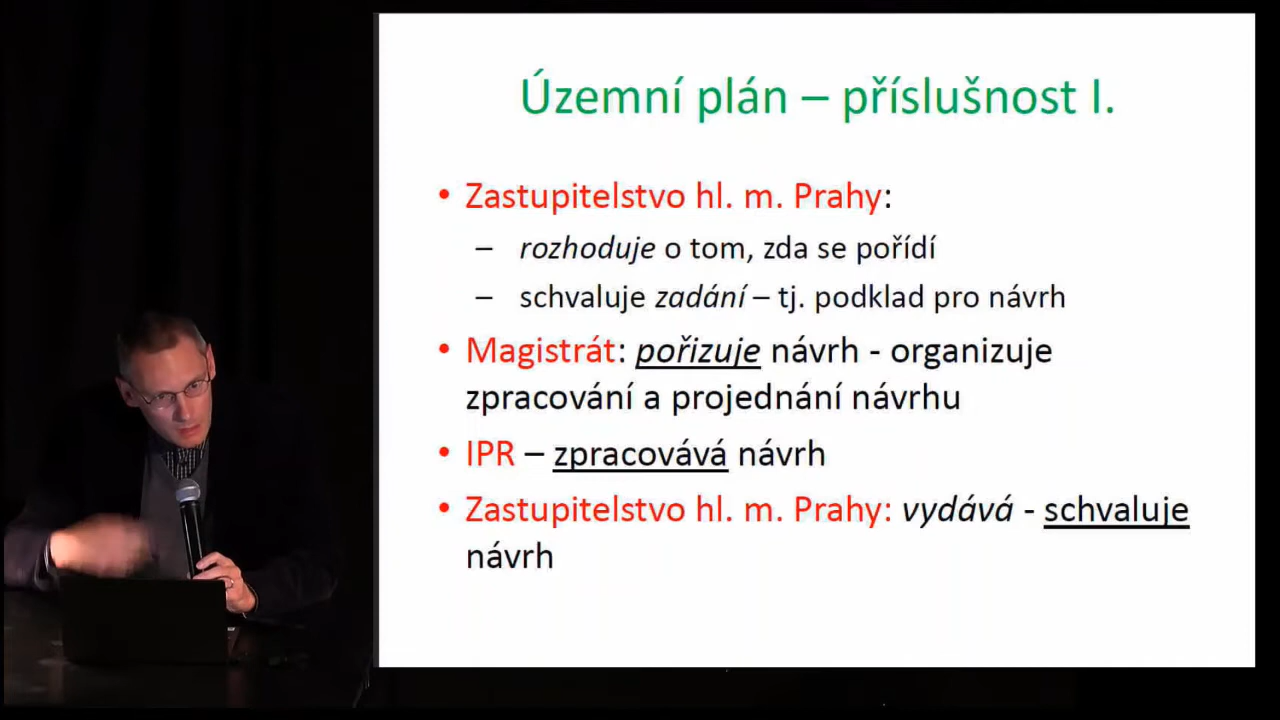 Územní plán – příslušnost I.
• Zastupitelstvo hl. m. Prahy:
– rozhoduje o tom, zda se pořídí
– schvaluje zadání – tj. podklad pro návrh
• Magistrát: pořizuje návrh - organizuje
zpracování a projednání návrhu
• IPR – zpracovává návrh
• Zastupitelstvo hl. m. Prahy: vydává - schvaluje
návrh